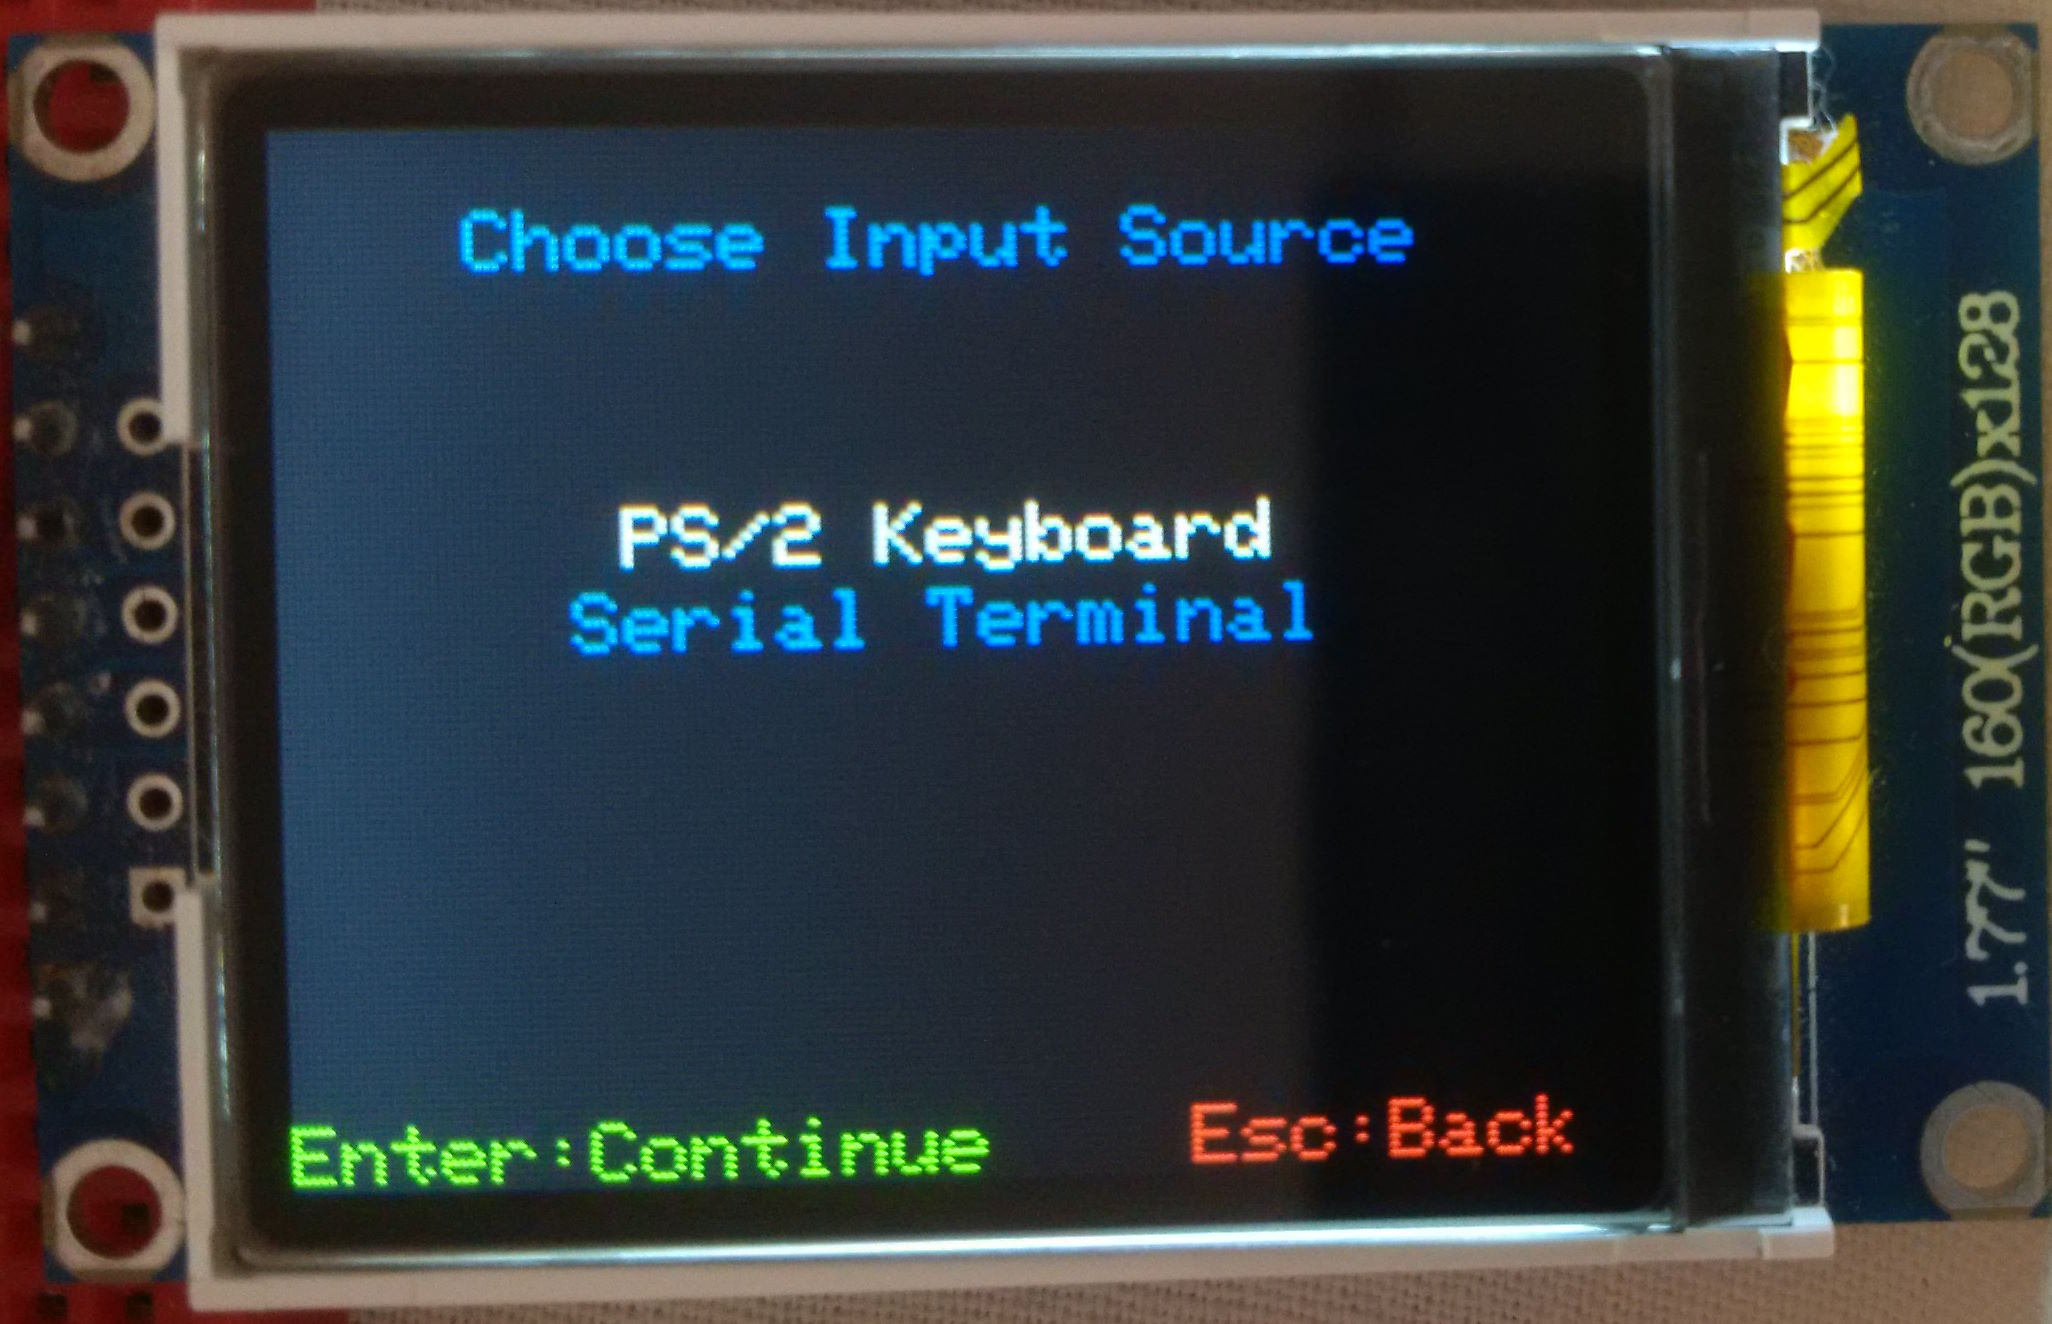 Choose Input Source
PS/2 Keyboard
Serial Terminal
Enter:Continue Esc:Back
1.77" 160(RGB)x128